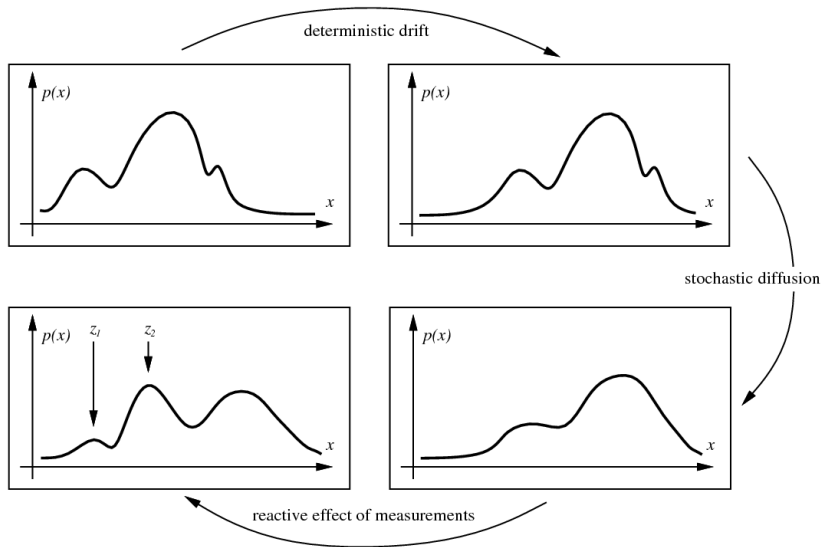 deterministic drift
p(x)
x
p(x)
x
stochastic diffusion
z1 z2
p(x)
x
p(x)
x
reactive effect of measurements